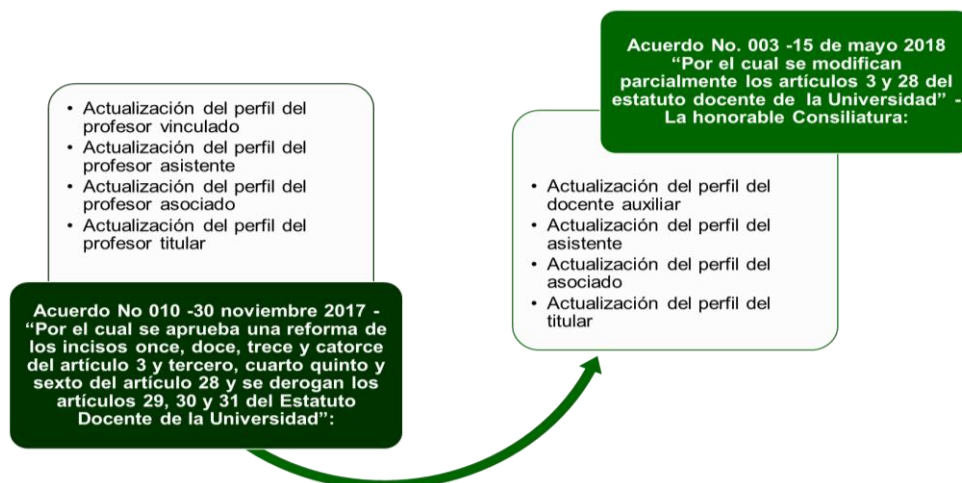 • Actualización del perfil del
profesor vinculado
• Actualización del perfil del
profesor asistente
• Actualización del perfil del
profesor asociado
• Actualización del perfil del
profesor titular
Acuerdo No 010 -30 noviembre 2017 -
“Por el cual se aprueba una reforma de
los incisos once, doce, trece y catorce
del artículo 3 y tercero, cuarto quinto y
sexto del artículo 28 y se derogan los
artículos 29, 30 y 31 del Estatuto
Docente de la Universidad”:
Acuerdo No. 003 -15 de mayo 2018
“Por el cual se modifican
parcialmente los artículos 3 y 28 del
estatuto docente de la Universidad” -
La honorable Consiliatura:
• Actualización del perfil del
docente auxiliar
• Actualización del perfil del
asistente
• Actualización del perfil del
asociado
• Actualización del perfil del
titular